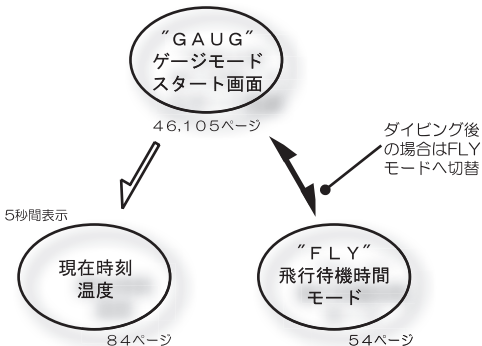 "ＧＡＵＧ"
ゲージモード
スタート画面
４６,１０５ページ
ダイビング後
の場合はFLY
モードへ切替
5秒間表示
現在時刻
温度
８４ページ
"ＦＬＹ"
飛行待機時間
モード
５４ページ